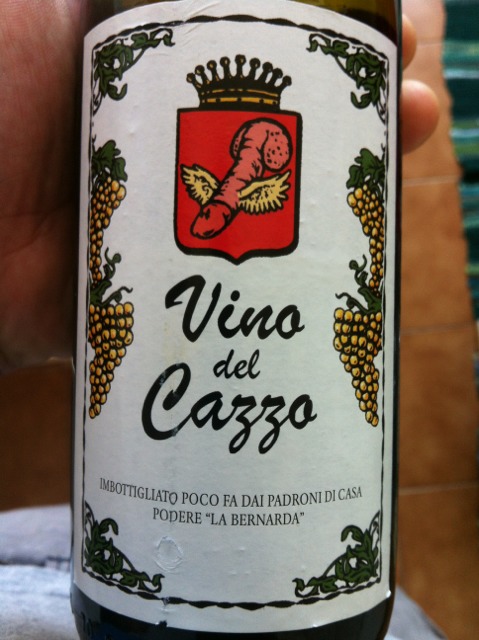 Vino
del
Cazzo
IMBOTTIGLIATO POCO FA DAI PADRONI DI CASA
PODERE "LA BERNARDA"